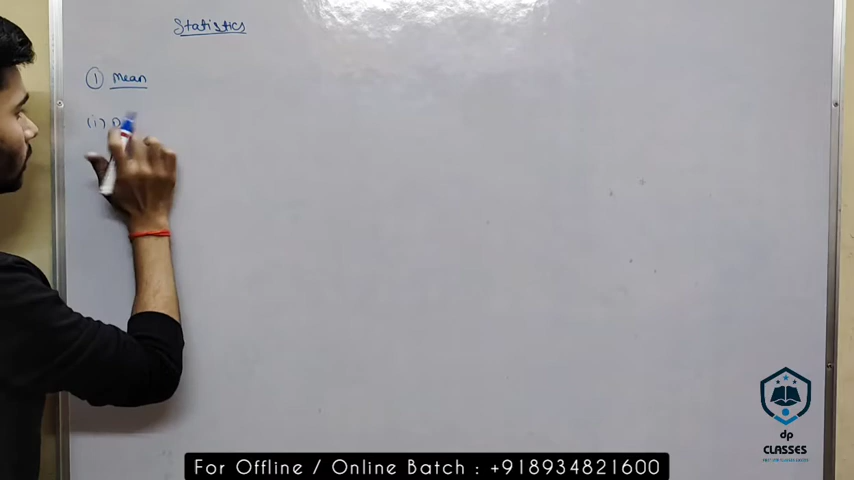 Statistics
① Mean
(i) D
dp
CLASSES
For Offline / Online Batch : +918934821600